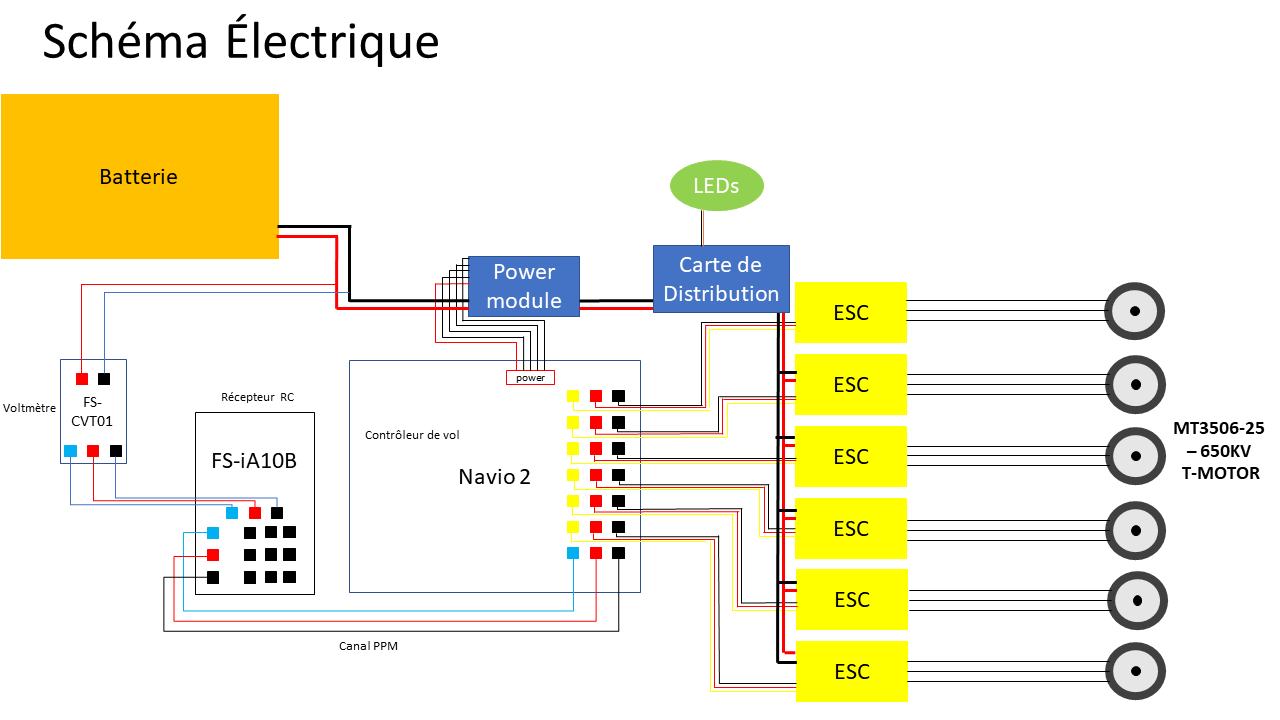 Schéma Électrique
Batterie
LEDs
Power
module
Carte de
Distribution
ESC
ESC
ESC
ESC
ESC
ESC
MT3506-25
– 650KV
T-MOTOR
power
Voltmètre
FS-
CVT01
Récepteur RC
FS-iA10B
Contrôleur de vol
Navio 2
Canal PPM